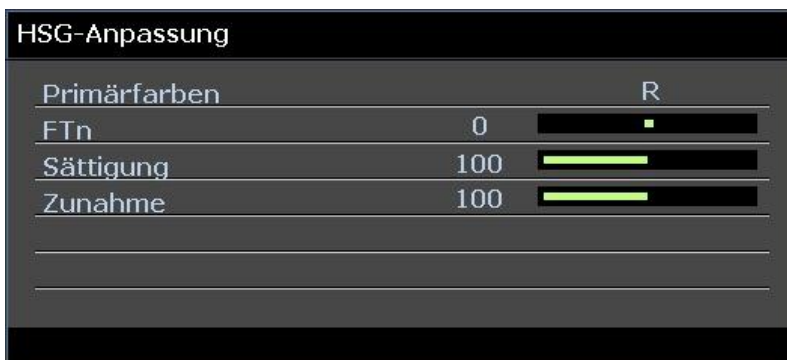 HSG-Anpassung
Primärfarben R
FTn 0
Sättigung 100
Zunahme 100